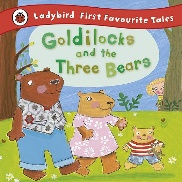 Ladybird First Favourite Tales
Goldilocks
and the
Three Bears